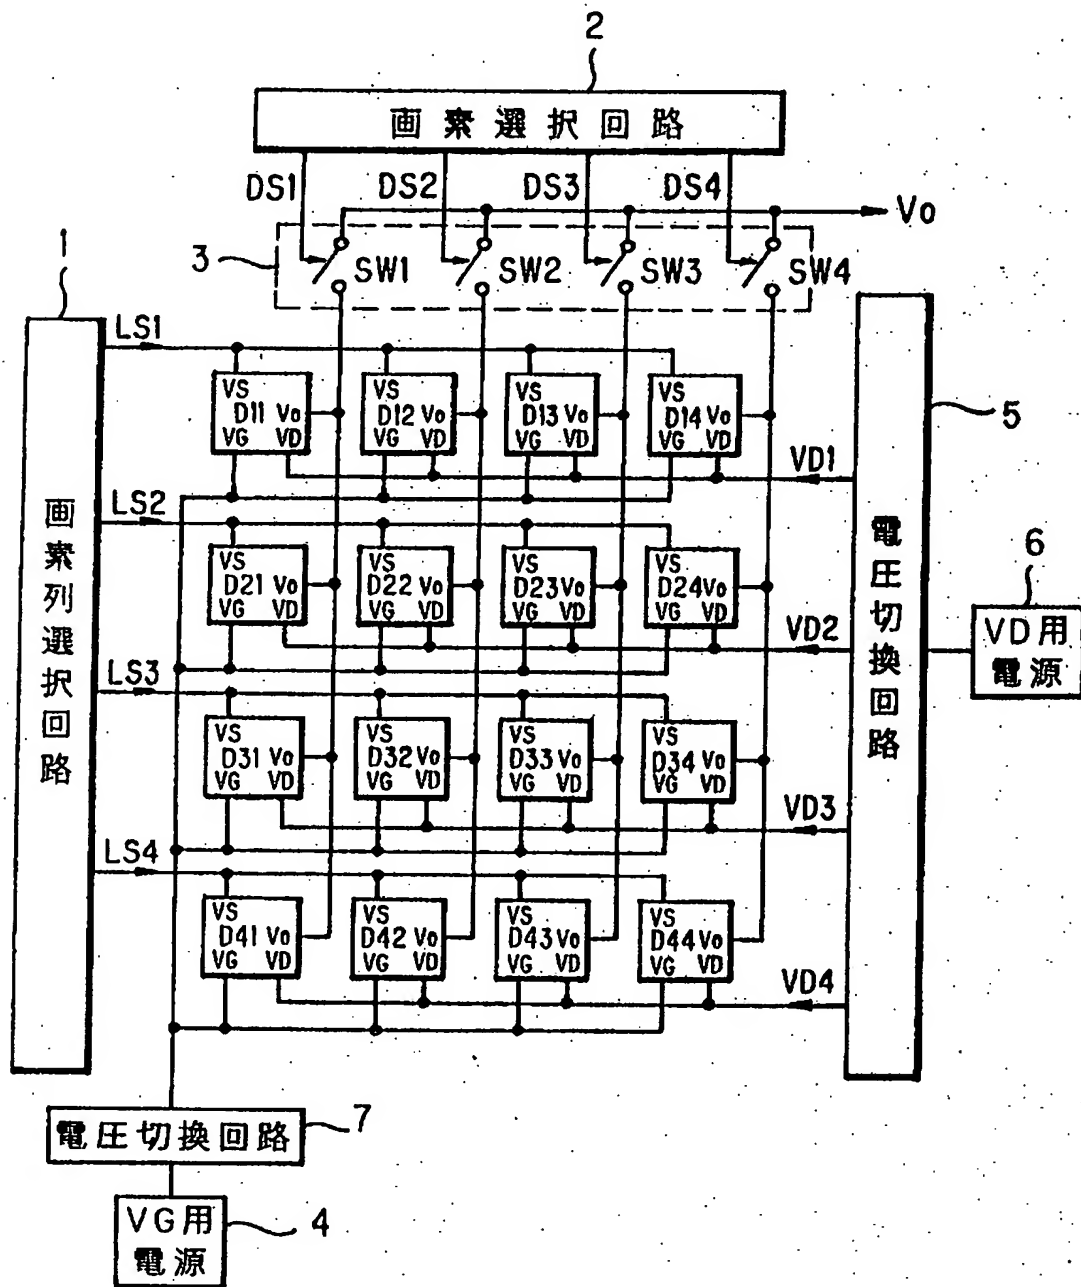 2
画素選択回路
DS1 DS2 DS3 DS4
Vo
3 SW1 SW2 SW3 SW4
1
画素列選択回路
LS1
VS VS VS VS
D11 Vo D12 Vo D13 Vo D14 Vo
VG VD VG VD VG VD VG VD
VD1
LS2
VS VS VS VS
D21 Vo D22 Vo D23 Vo D24 Vo
VG VD VG VD VG VD VG VD
VD2
LS3
VS VS VS VS
D31 Vo D32 Vo D33 Vo D34 Vo
VG VD VG VD VG VD VG VD
VD3
LS4
VS VS VS VS
D41 Vo D42 Vo D43 Vo D44 Vo
VG VD VG VD VG VD VG VD
VD4
5
電圧切換回路
6
VD用
電源
電圧切換回路 7
VG用
電源
4